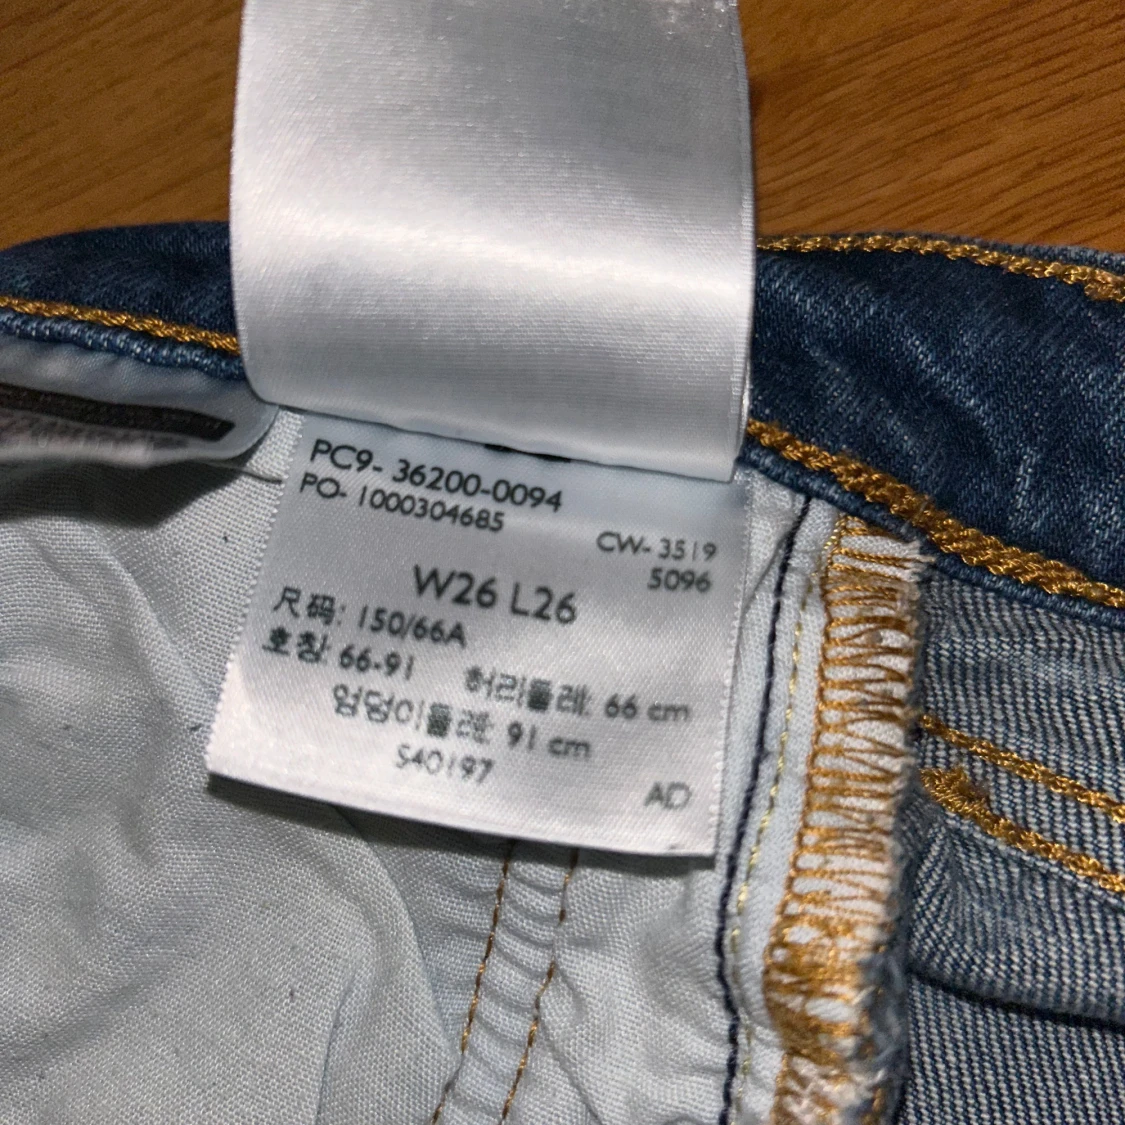 PC9- 36200-0094
PO- 1000304685
CW- 3519
5096
W26 L26
尺码: 150/66A
호칭: 66-91 허리둘레: 66 cm
엉덩이둘레: 91 cm
S40197
AD